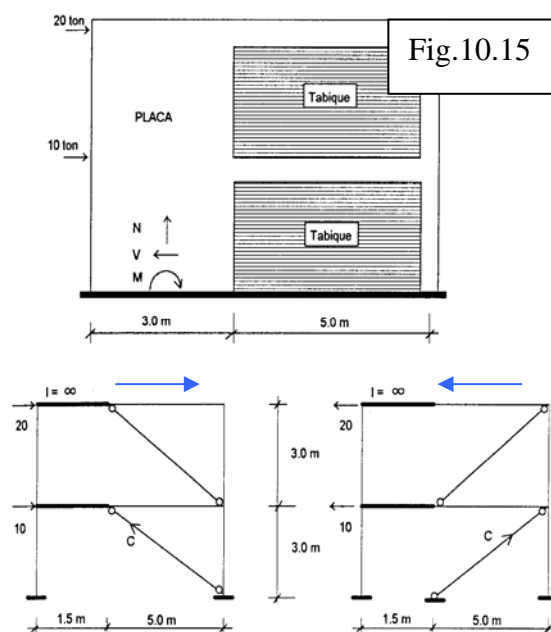 20 ton
Fig.10.15
Tabique
PLACA
10 ton
N
V
M
Tabique
3.0 m
5.0 m
I = ∞
20
10
C
3.0 m
3.0 m
1.5 m
5.0 m
I = ∞
20
10
C
1.5 m
5.0 m